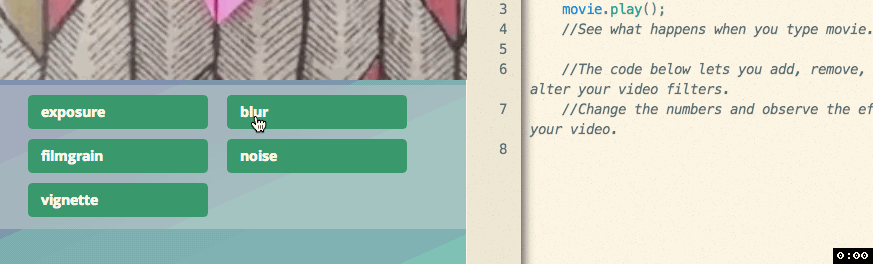 exposure
blur
filmgrain
noise
vignette
3 movie.play();
4 //See what happens when you type movie.
5
6 //The code below lets you add, remove,
alter your video filters.
7 //Change the numbers and observe the
your video.
8
0:00